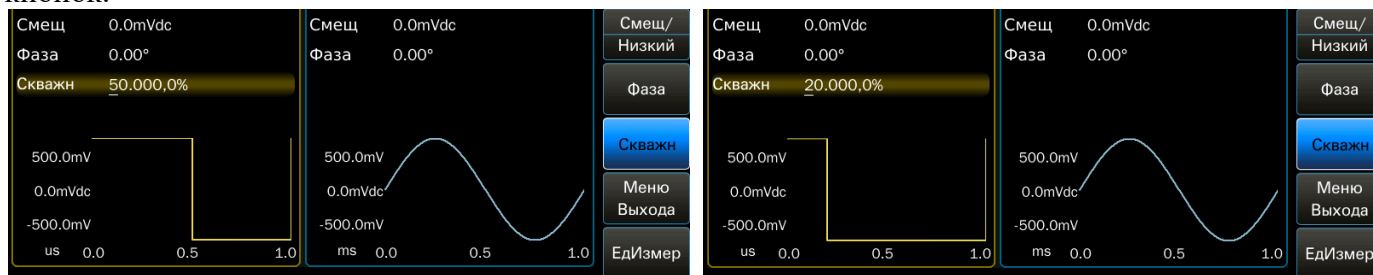 кнопок.
Смещ 0.0mVdc
Фаза 0.00°
Скважн 50.000,0%
500.0mV
0.0mVdc
-500.0mV
us 0.0 0.5 1.0
Смещ 0.0mVdc
Фаза 0.00°
500.0mV
0.0mVdc
-500.0mV
ms 0.0 0.5 1.0
Смещ/
Низкий
Фаза
Скважн
Меню
Выхода
ЕдИзмер
Смещ 0.0mVdc
Фаза 0.00°
Скважн 20.000,0%
500.0mV
0.0mVdc
-500.0mV
us 0.0 0.5 1.0
Смещ 0.0mVdc
Фаза 0.00°
500.0mV
0.0mVdc
-500.0mV
ms 0.0 0.5 1.0
Смещ/
Низкий
Фаза
Скважн
Меню
Выхода
ЕдИзмер